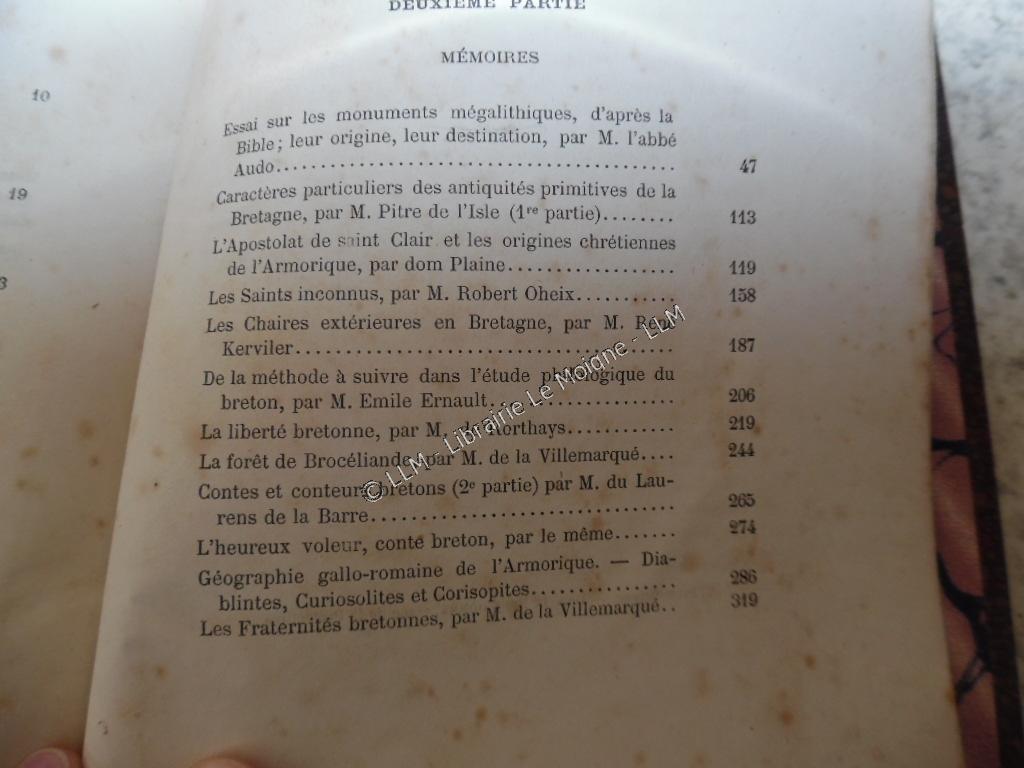 10
19
3
DEUXIÈME PARTIE
MÉMOIRES
Essai sur les monuments mégalithiques, d'après la
Bible; leur origine, leur destination, par M. l'abbé
Audo........................................ 47
Caractères particuliers des antiquités primitives de la
Bretagne, par M. Pitre de l'Isle (1re partie)........ 113
L'Apostolat de saint Clair et les origines chrétiennes
de l'Armorique, par dom Plaine................. 119
Les Saints inconnus, par M. Robert Oheix........... 158
Les Chaires extérieures en Bretagne, par M. René
Kerviler...................................... 187
De la méthode à suivre dans l'étude philologique du
breton, par M. Emile Ernault................... 206
La liberté bretonne, par M. de Korthays............ 219
La forêt de Brocéliande, par M. de la Villemarqué.... 244
Contes et conteurs bretons (2e partie) par M. du Lau-
rens de la Barre............................... 265
L'heureux voleur, conte breton, par le même....... 274
Géographie gallo-romaine de l'Armorique. — Dia-
blintes, Curiosolites et Corisopites............... 286
Les Fraternités bretonnes, par M. de la Villemarqué.. 319
© LLM - Librairie Le Moigne - LLM